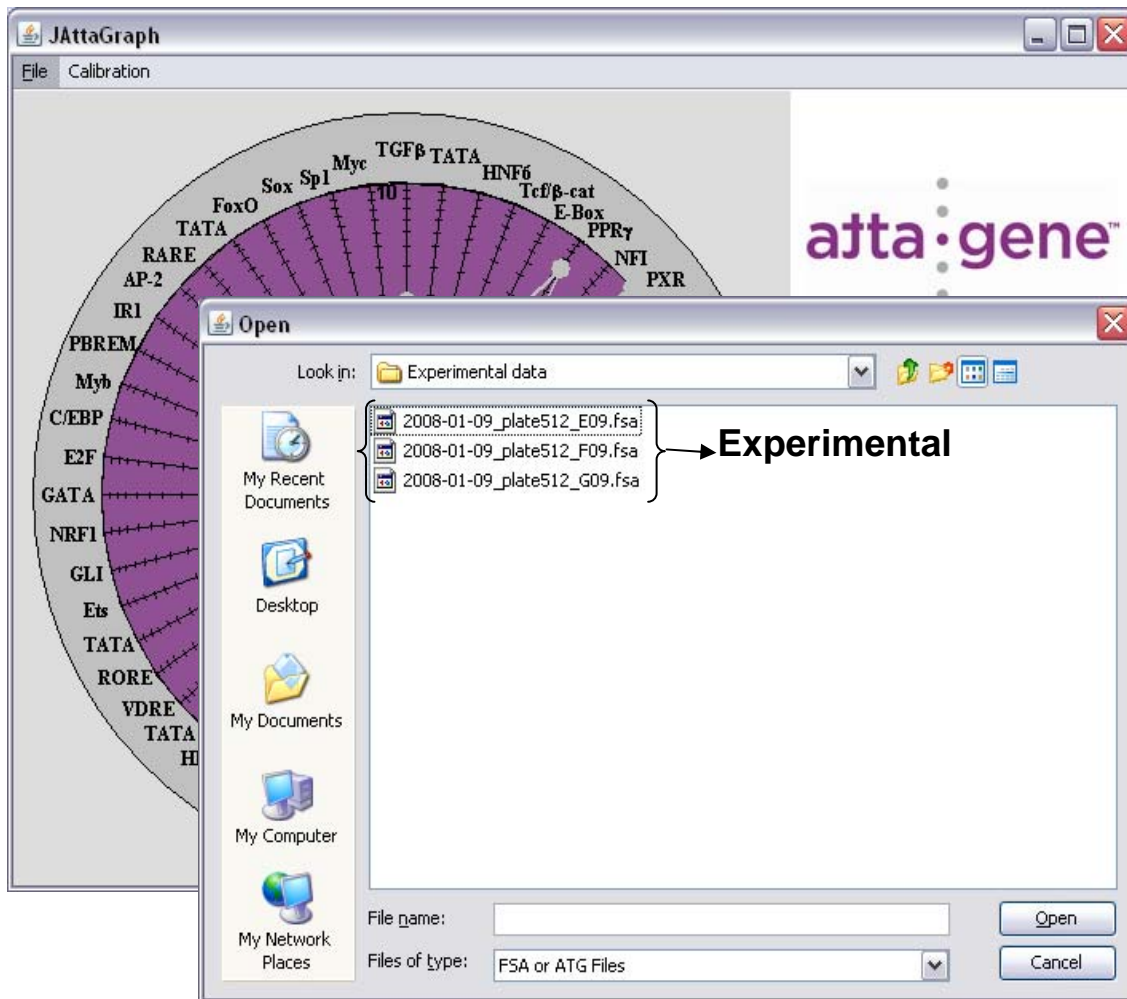 JAttaGraph
File Calibration
TGFβ
TATA
HNF6
Tcf/β-cat
E-Box
PPRγ
NFI
PXR
Myc
Sp1
Sox
FoxO
TATA
RARE
AP-2
IR1
PBREM
Myb
C/EBP
E2F
GATA
NRF1
GLI
Ets
TATA
RORE
VDRE
TATA
10
atta gene™
Open
Look in: Experimental data
2008-01-09_plate512_E09.fsa
2008-01-09_plate512_F09.fsa
2008-01-09_plate512_G09.fsa
Experimental
My Recent
Documents
Desktop
My Documents
My Computer
My Network
Places
File name:
Open
Files of type: FSA or ATG Files
Cancel